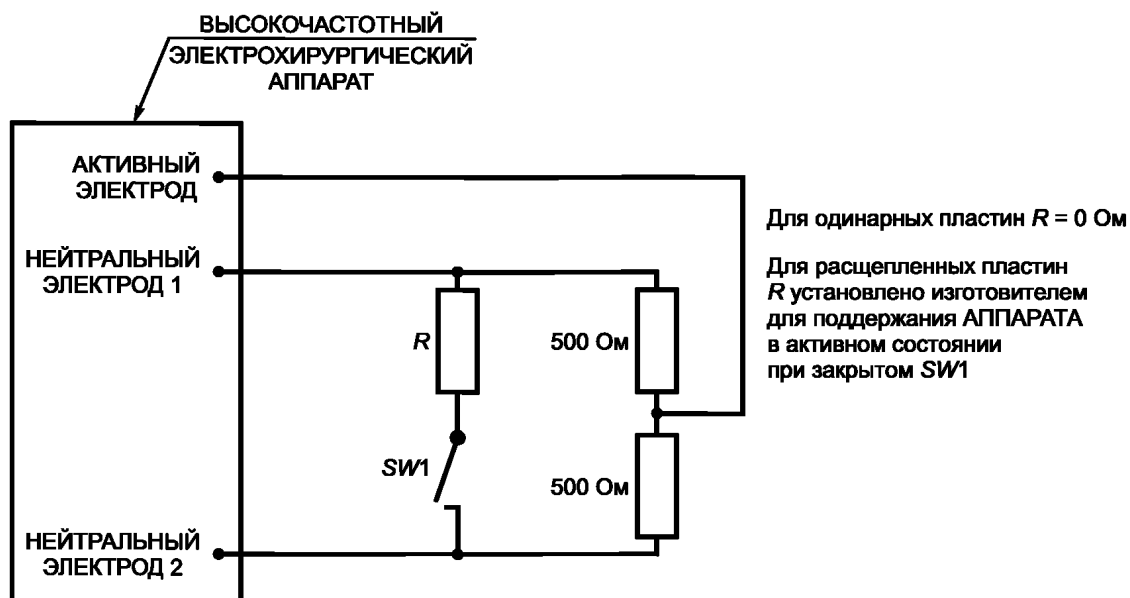 ВЫСОКОЧАСТОТНЫЙ
ЭЛЕКТРОХИРУРГИЧЕСКИЙ
АППАРАТ
АКТИВНЫЙ
ЭЛЕКТРОД
НЕЙТРАЛЬНЫЙ
ЭЛЕКТРОД 1
R
SW1
500 Ом
500 Ом
НЕЙТРАЛЬНЫЙ
ЭЛЕКТРОД 2
Для одинарных пластин R = 0 Ом
Для расщепленных пластин
R установлено изготовителем
для поддержания АППАРАТА
в активном состоянии
при закрытом SW1